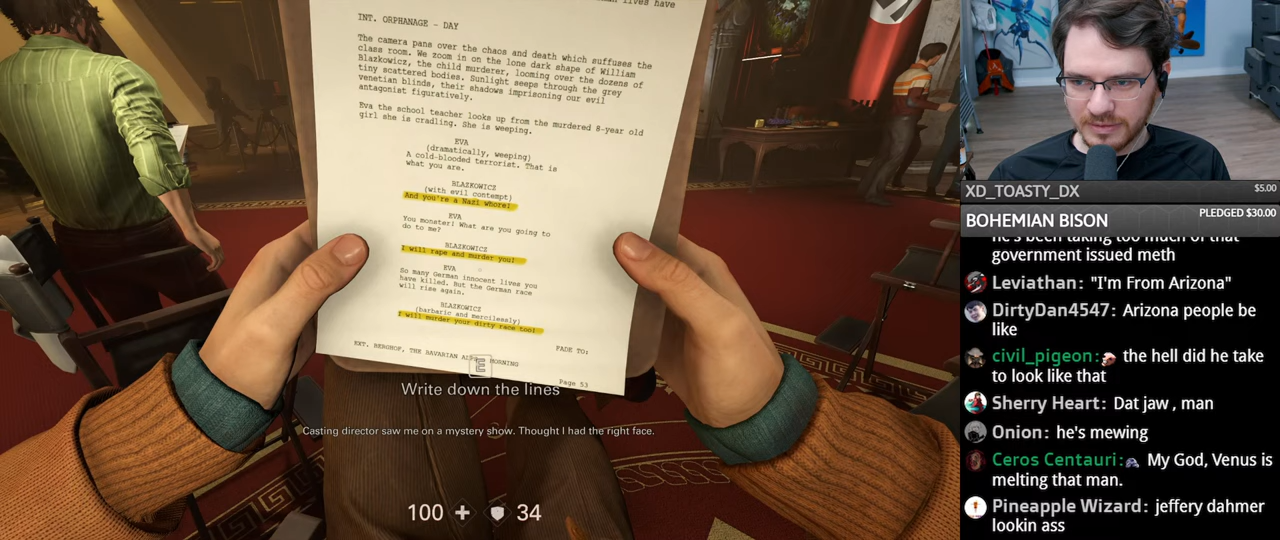 INT. ORPHANAGE - DAY
The camera pans over the chaos and death which suffuses the
class room. We zoom in on the lone dark shape of William
Blazkowicz, the child murderer, looming over the dozens of
tiny scattered bodies. Sunlight seeps through the grey
venetian blinds, their shadows imprisoning our evil
antagonist figuratively.
Eva the school teacher looks up from the murdered 8-year old
girl she is cradling. She is weeping.
EVA
(dramatically, weeping)
A cold-blooded terrorist. That is
what you are.
BLAZKOWICZ
(with evil contempt)
And you're a Nazi whore!
EVA
You monster! What are you going to
do to me?
BLAZKOWICZ
I will rape and murder you!
EVA
So many German innocent lives you
have killed. But the German race
will rise again.
BLAZKOWICZ
(barbaric and mercilessly)
I will murder your dirty race too!
FADE TO:
EXT. BERGHOF, THE BAVARIAN MORNING
Page 53
E
Write down the lines
Casting director saw me on a mystery show. Thought I had the right face.
100
34
XD_TOASTY_DX
$5.00
BOHEMIAN BISON
PLEDGED $30.00
he's been taking too much of that
government issued meth
Leviathan: "I'm From Arizona"
DirtyDan4547: Arizona people be
like
civil_pigeon: the hell did he take
to look like that
Sherry Heart: Dat jaw , man
Onion: he's mewing
Ceros Centauri: My God, Venus is
melting that man.
Pineapple Wizard: jeffery dahmer
lookin ass